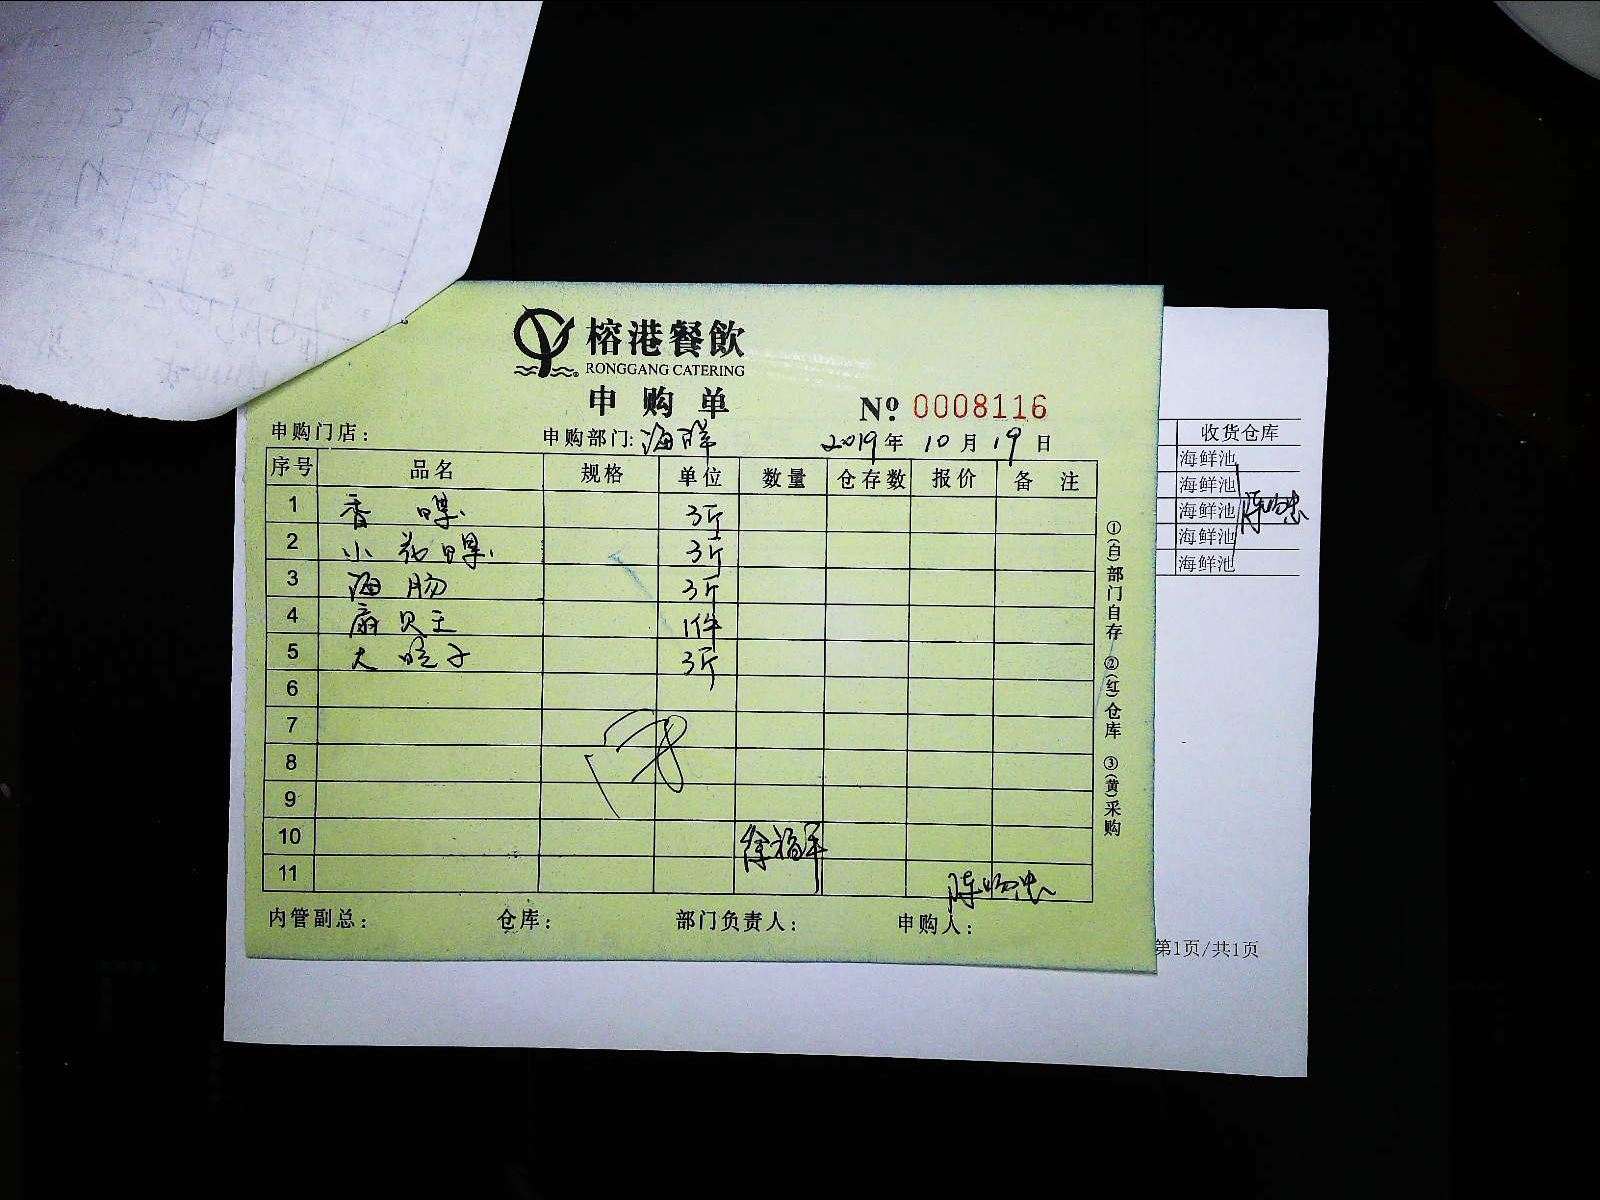 榕港餐飲
RONGGANG CATERING
申购单
№ 0008116
申购门店： 申购部门：海鲜 2019年10月19日
序号 品名 规格 单位 数量 仓存数 报价 备注
1 香螺 3斤
2 小花螺 3斤
3 海肠 3斤
4 扇贝王 1件
5 大蛏子 3斤
6
7
8
9
10
11
内管副总： 仓库： 部门负责人： 申购人：
①(自)部门自存 ②(红)仓库 ③(黄)采购
收货仓库
海鲜池
海鲜池
海鲜池
海鲜池
海鲜池
第1页/共1页